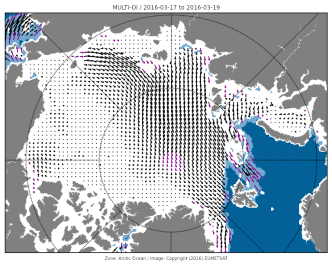 MULTI-OI / 2016-03-17 to 2016-03-19
Zone: Arctic Ocean / Image: Copyright (2016) EUMETSAT